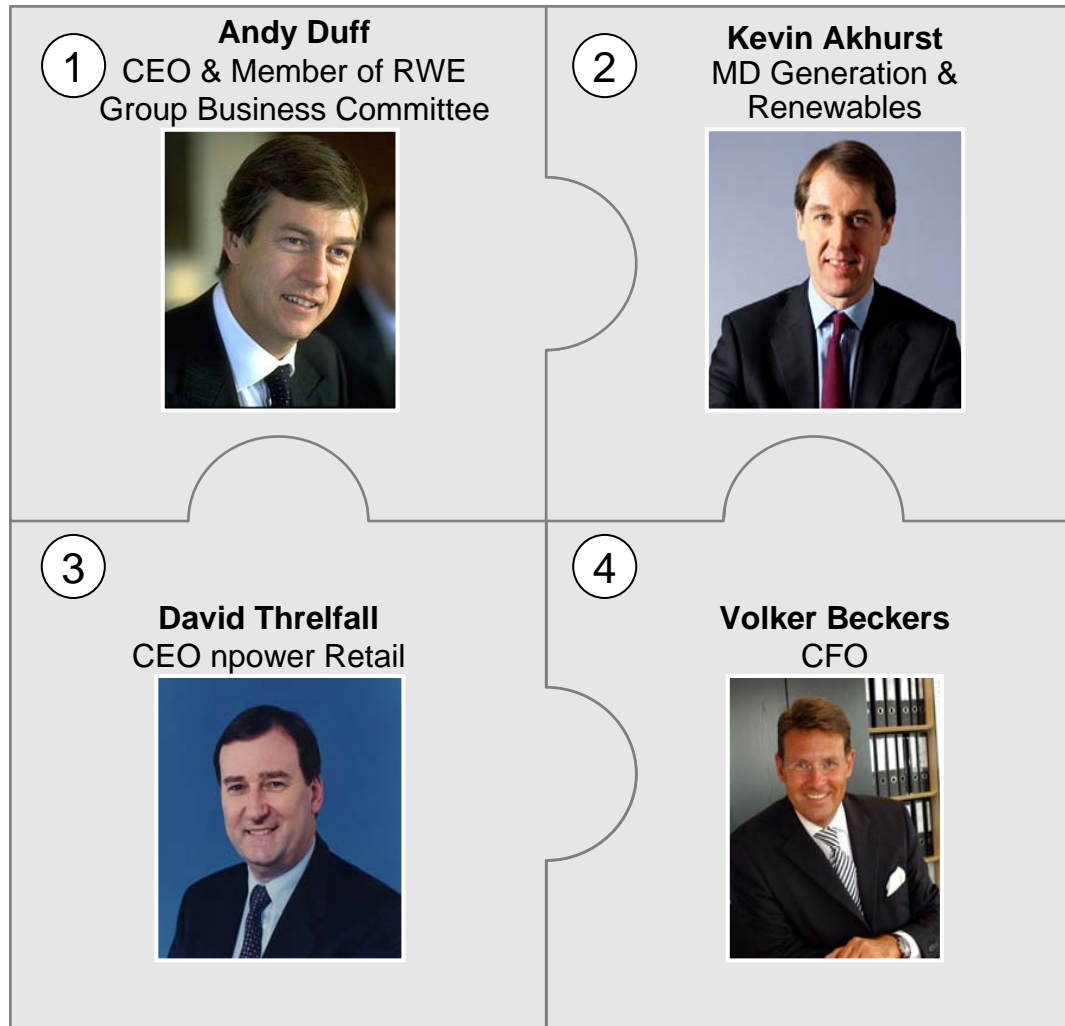 1
Andy Duff
CEO & Member of RWE
Group Business Committee
2
Kevin Akhurst
MD Generation &
Renewables
3
David Threlfall
CEO npower Retail
4
Volker Beckers
CFO